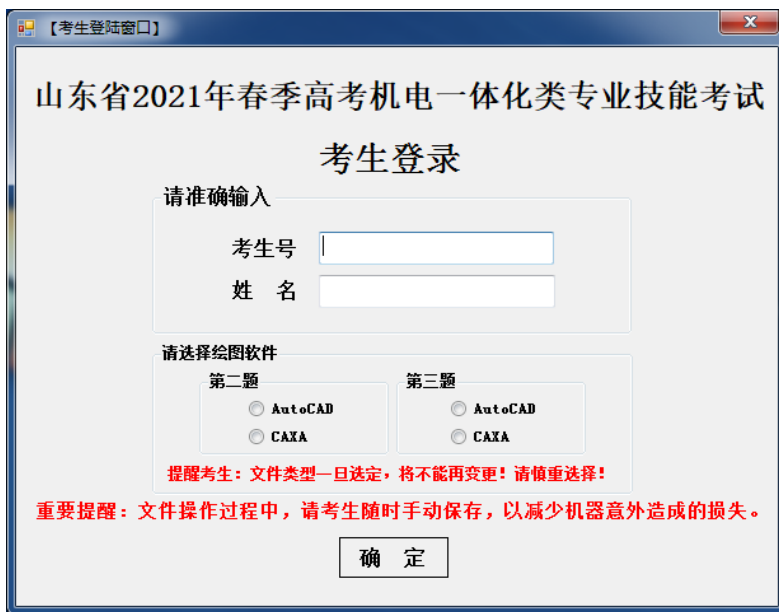 【考生登陆窗口】
山东省2021年春季高考机电一体化类专业技能考试
考生登录
请准确输入
考生号
姓 名
请选择绘图软件
第二题 第三题
AutoCAD AutoCAD
CAXA CAXA
提醒考生：文件类型一旦选定，将不能再变更！请慎重选择！
重要提醒：文件操作过程中，请考生随时手动保存，以减少机器意外造成的损失。
确 定